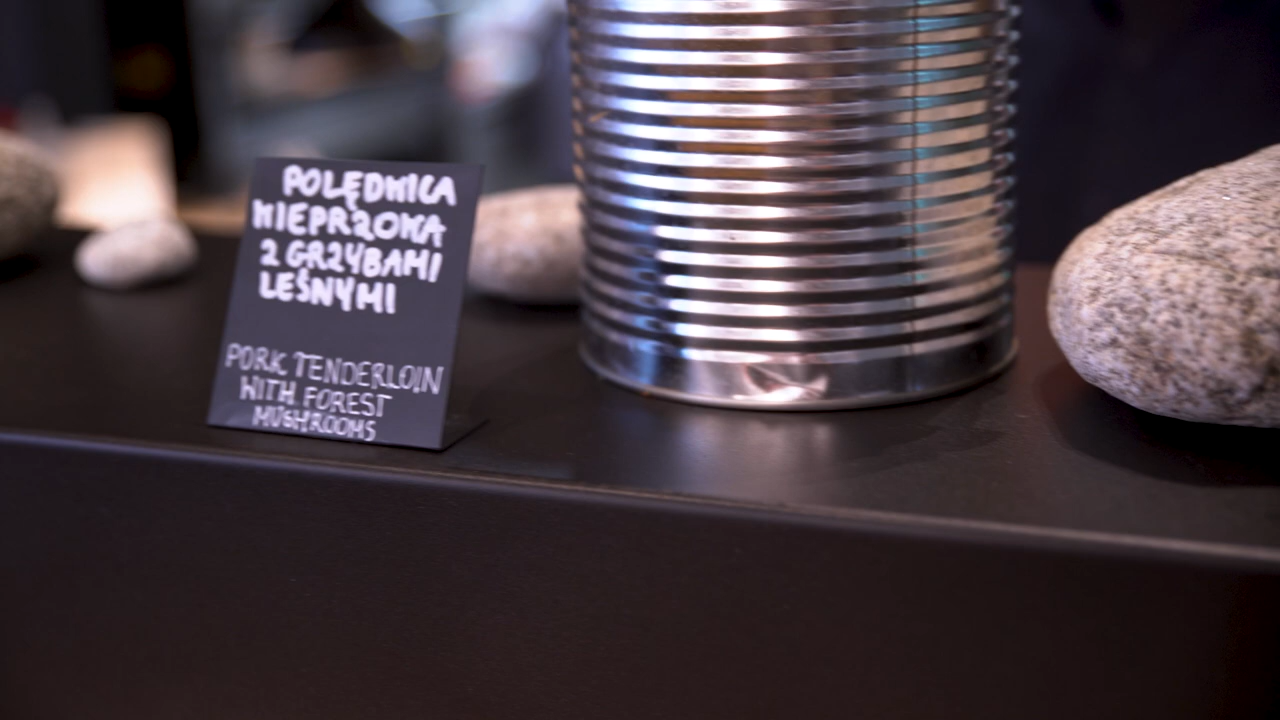 POLĘDWICA
WIEPRZOWA
Z GRZYBAMI
LEŚNYMI
PORK TENDERLOIN
WITH FOREST
MUSHROOMS